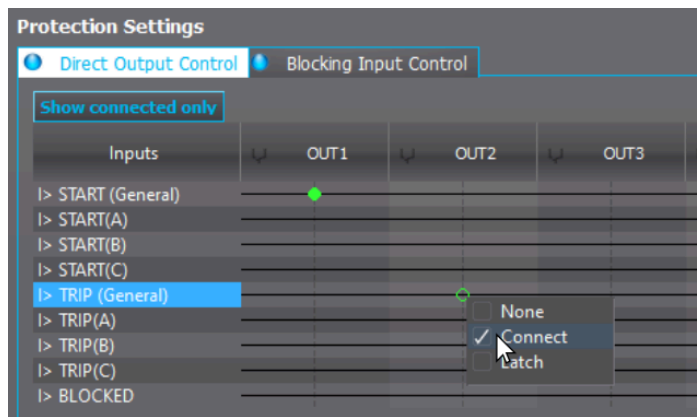 Protection Settings
Direct Output Control Blocking Input Control
Show connected only
Inputs OUT1 OUT2 OUT3
I> START (General)
I> START(A)
I> START(B)
I> START(C)
I> TRIP (General)
I> TRIP(A)
I> TRIP(B)
I> TRIP(C)
I> BLOCKED
None
Connect
Latch